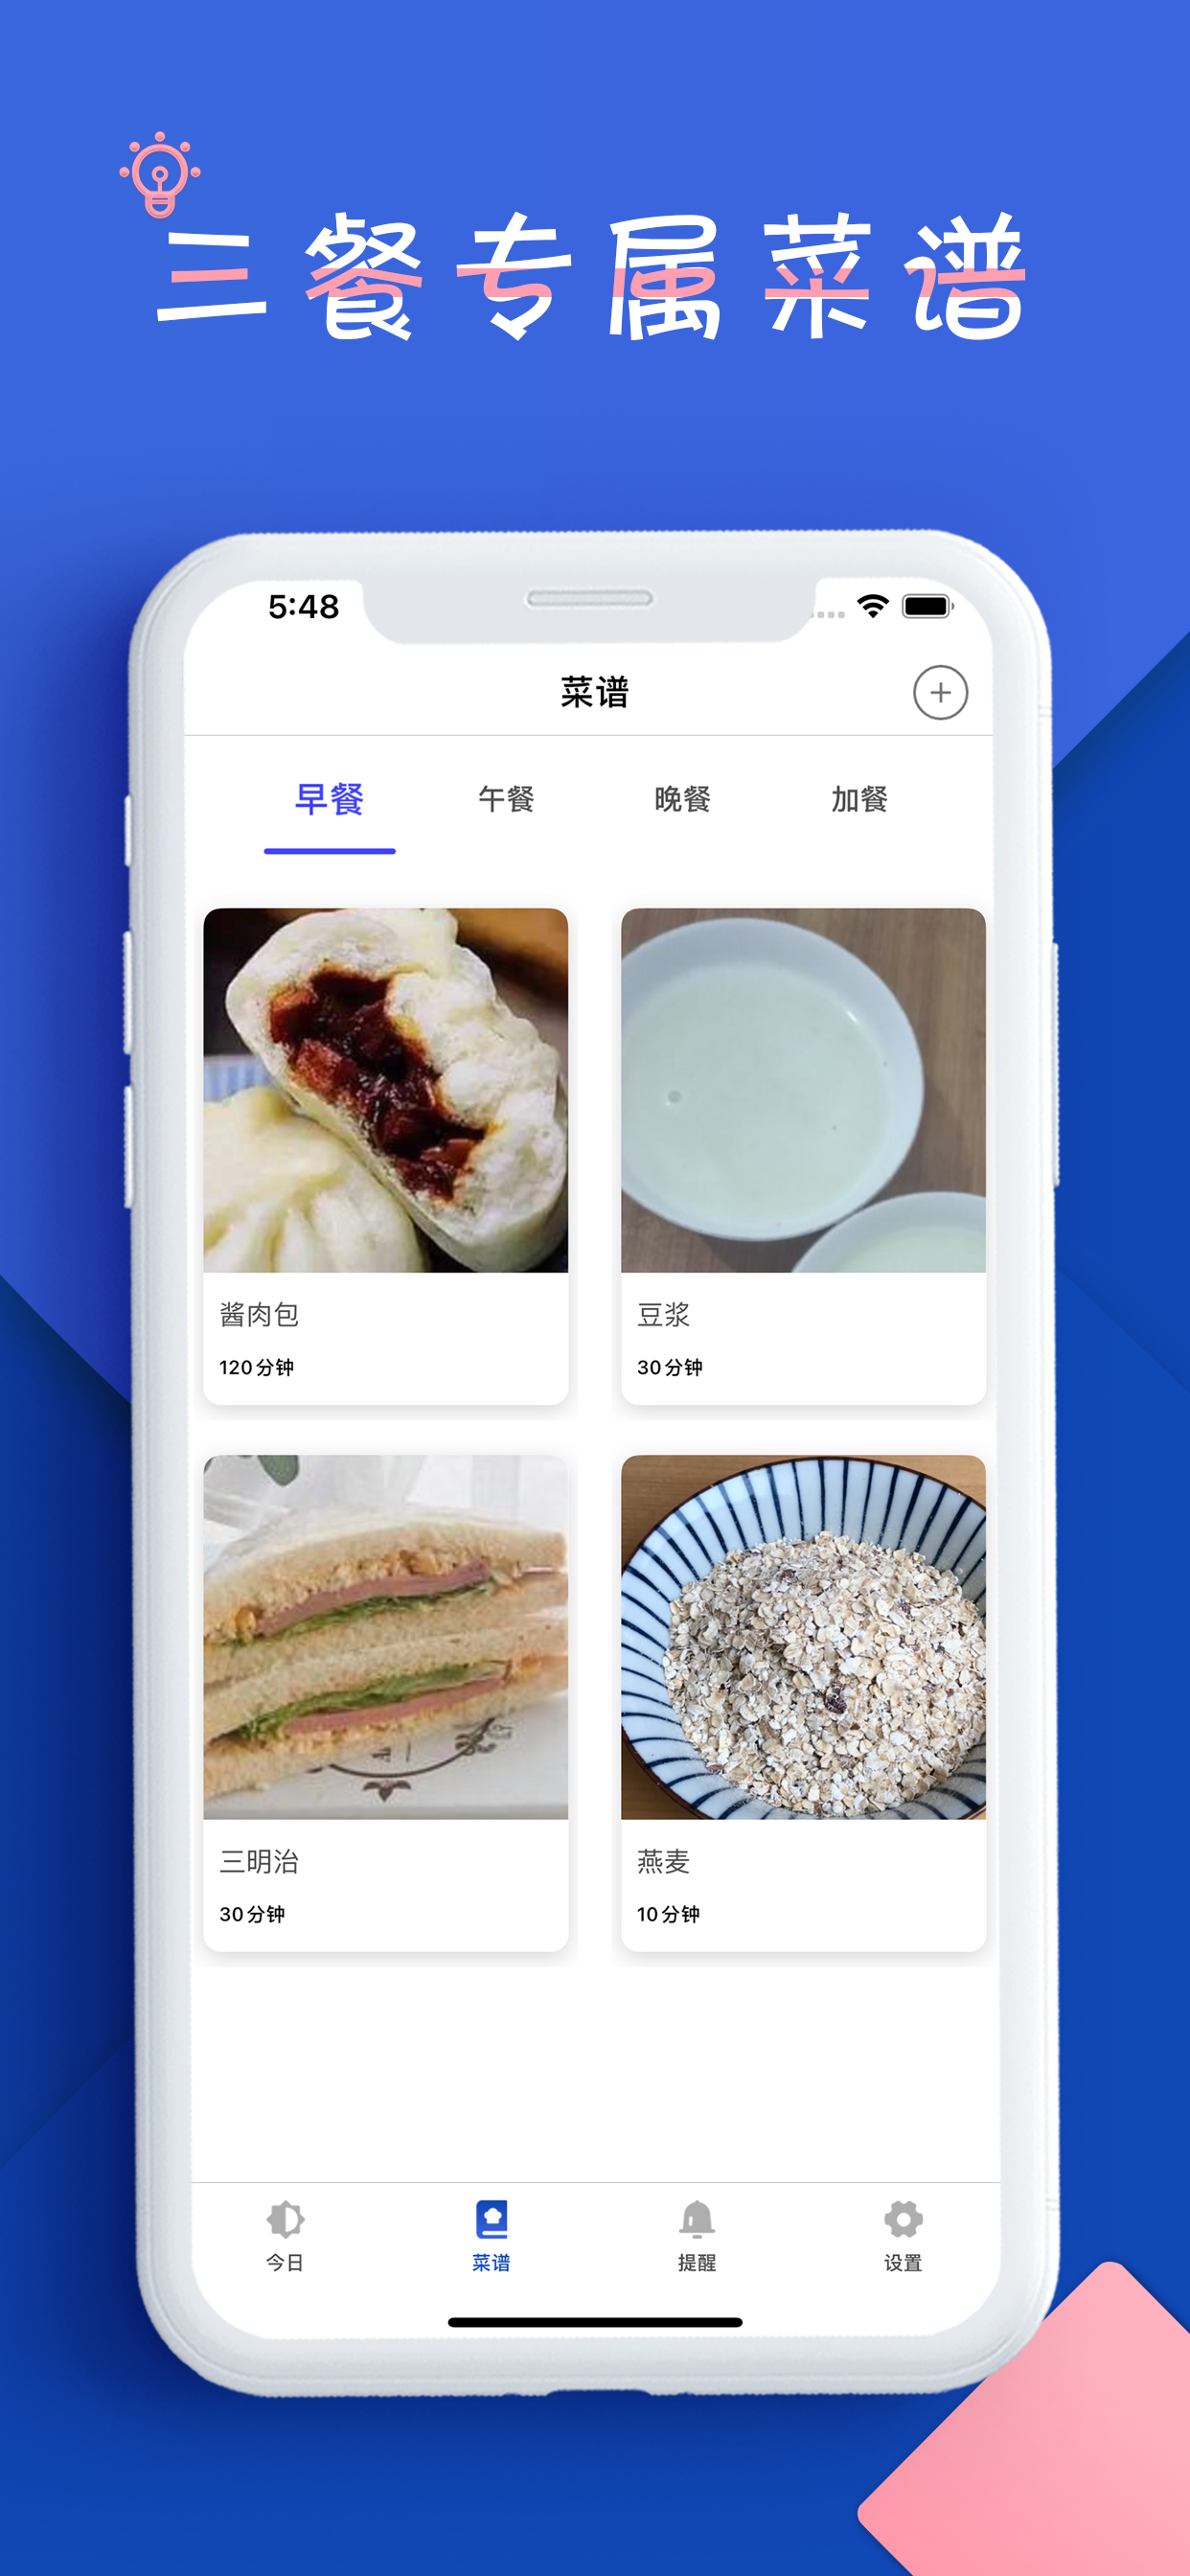 三餐专属菜谱
5:48
菜谱
早餐 午餐 晚餐 加餐
酱肉包 豆浆
120分钟 30分钟
三明治 燕麦
30分钟 10分钟
今日 菜谱 提醒 设置